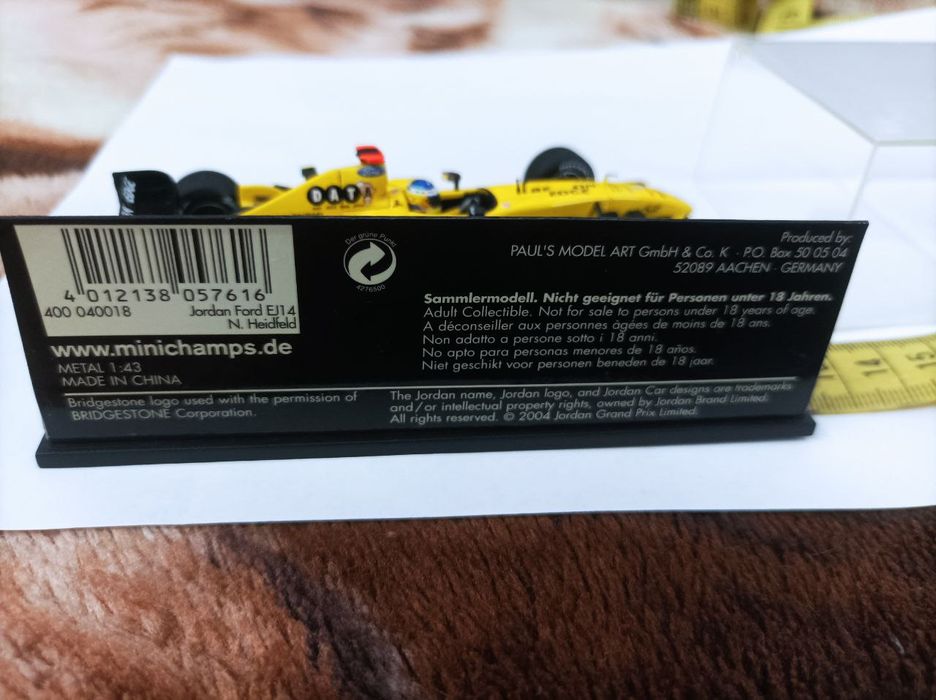 DATA
4 012138 057616
400 040018 Jordan Ford EJ14
N. Heidfeld
www.minichamps.de
METAL 1:43
MADE IN CHINA
Bridgestone logo used with the permission of
BRIDGESTONE Corporation.
Der grüne Punkt
4276500
Produced by:
PAUL'S MODEL ART GmbH & Co. K · P.O. Box 50 05 04
52089 AACHEN · GERMANY
Sammlermodell. Nicht geeignet für Personen unter 18 Jahren.
Adult Collectible. Not for sale to persons under 18 years of age.
A déconseiller aux personnes âgées de moins de 18 ans.
Non adatto a persone sotto i 18 anni.
No apto para personas menores de 18 años.
Niet geschikt voor personen beneden de 18 jaar.
The Jordan name, Jordan logo, and Jordan Car designs are trademarks
and/or intellectual property rights, owned by Jordan Brand Limited.
All rights reserved. © 2004 Jordan Grand Prix Limited.
14 15